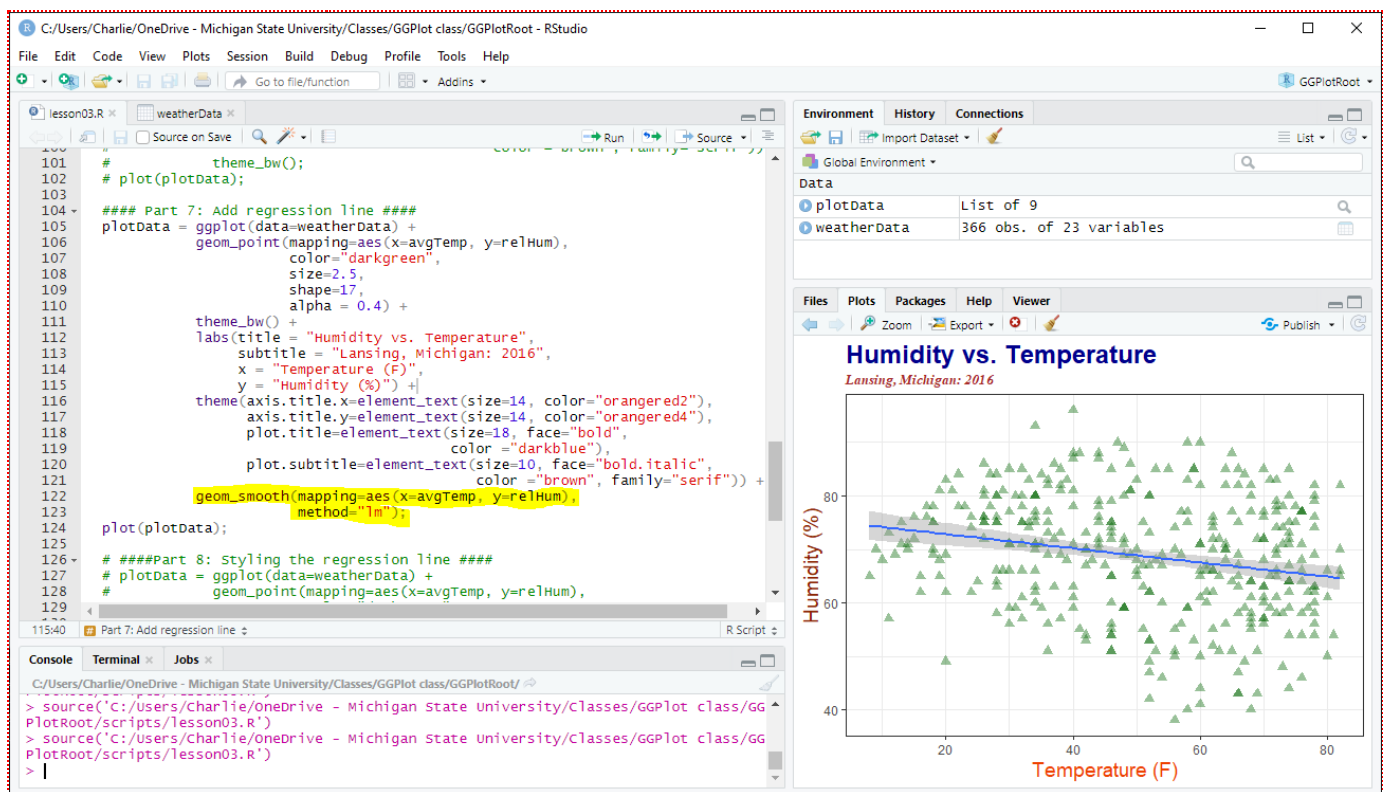 C:/Users/Charlie/OneDrive - Michigan State University/Classes/GGPlot class/GGPlotRoot - RStudio
File Edit Code View Plots Session Build Debug Profile Tools Help
Go to file/function Addins GGPlotRoot
lesson03.R weatherData
Source on Save Run Source
101 # theme_bw();
102 # plot(plotData);
103
104 #### Part 7: Add regression line ####
105 plotData = ggplot(data=weatherData) +
106 geom_point(mapping=aes(x=avgTemp, y=relHum),
107 color="darkgreen",
108 size=2.5,
109 shape=17,
110 alpha = 0.4) +
111 theme_bw() +
112 labs(title = "Humidity vs. Temperature",
113 subtitle = "Lansing, Michigan: 2016",
114 x = "Temperature (F)",
115 y = "Humidity (%)") +
116 theme(axis.title.x=element_text(size=14, color="orangered2"),
117 axis.title.y=element_text(size=14, color="orangered4"),
118 plot.title=element_text(size=18, face="bold",
119 color ="darkblue"),
120 plot.subtitle=element_text(size=10, face="bold.italic",
121 color ="brown", family="serif")) +
122 geom_smooth(mapping=aes(x=avgTemp, y=relHum),
123 method="lm");
124 plot(plotData);
125
126 # ####Part 8: Styling the regression line ####
127 # plotData = ggplot(data=weatherData) +
128 # geom_point(mapping=aes(x=avgTemp, y=relHum),
129
115:40 Part 7: Add regression line R Script
Console Terminal Jobs
C:/Users/Charlie/OneDrive - Michigan State University/Classes/GGPlot class/GGPlotRoot/
> source('C:/Users/Charlie/OneDrive - Michigan State University/Classes/GGPlot class/GG
PlotRoot/scripts/lesson03.R')
> source('C:/Users/Charlie/OneDrive - Michigan State University/Classes/GGPlot class/GG
PlotRoot/scripts/lesson03.R')
>
Environment History Connections
Import Dataset List
Global Environment
Data
plotData List of 9
weatherData 366 obs. of 23 variables
Files Plots Packages Help Viewer
Zoom Export Publish
Humidity vs. Temperature
Lansing, Michigan: 2016
Humidity (%)
80
60
40
20 40 60 80
Temperature (F)